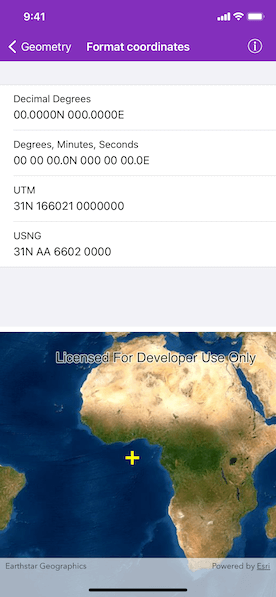 9:41
Geometry
Format coordinates
Decimal Degrees
00.0000N 000.0000E
Degrees, Minutes, Seconds
00 00 00.0N 000 00 00.0E
UTM
31N 166021 0000000
USNG
31N AA 6602 0000
Licensed For Developer Use Only
Earthstar Geographics
Powered by Esri